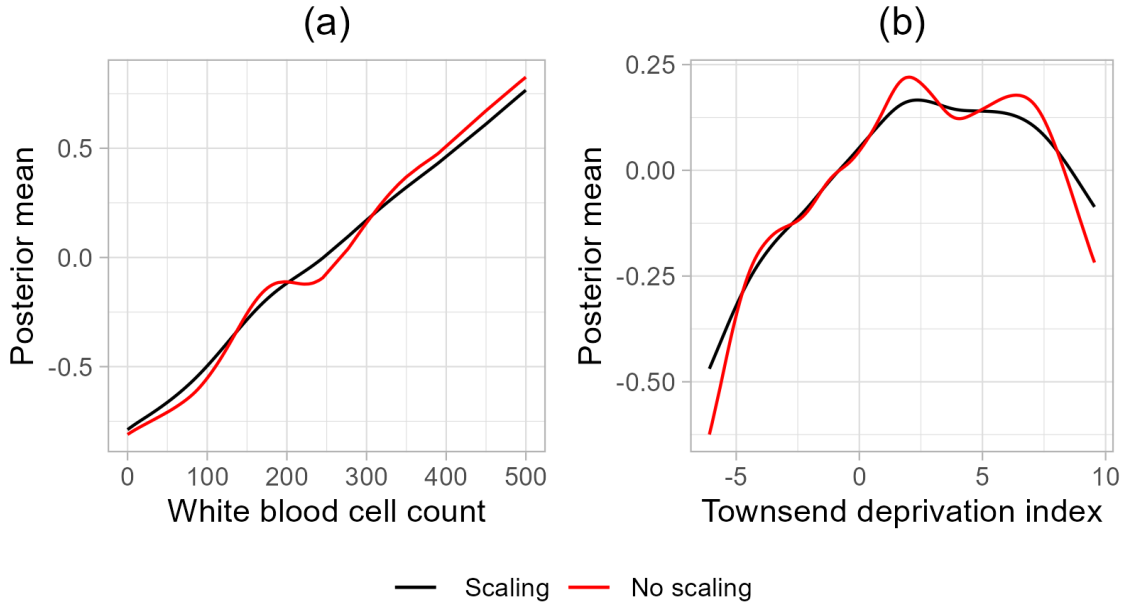 (a)
Posterior mean
0.5
0.0
-0.5
0
100
200
300
400
500
White blood cell count
(b)
Posterior mean
0.25
0.00
-0.25
-0.50
-5
0
5
10
Townsend deprivation index
Scaling
No scaling